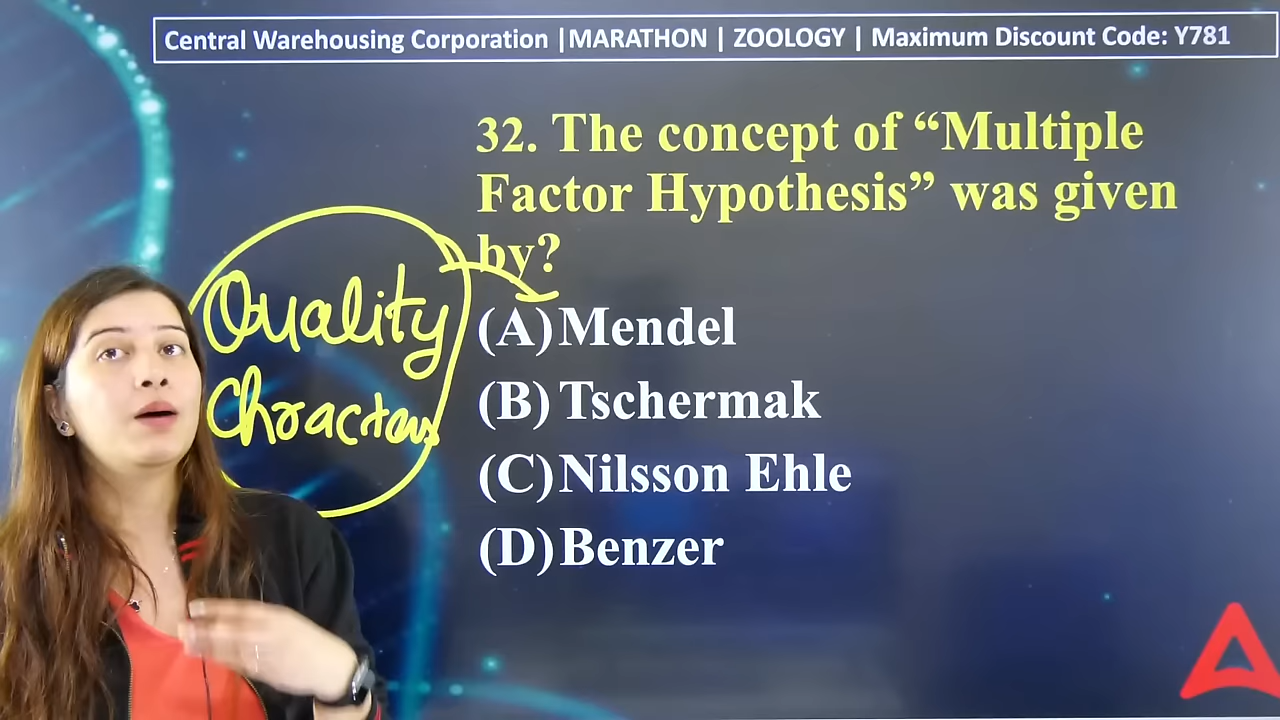 Central Warehousing Corporation |MARATHON | ZOOLOGY | Maximum Discount Code: Y781
32. The concept of “Multiple
Factor Hypothesis” was given
by?
(A) Mendel
(B) Tschermak
(C) Nilsson Ehle
(D) Benzer
Quality
Chracters